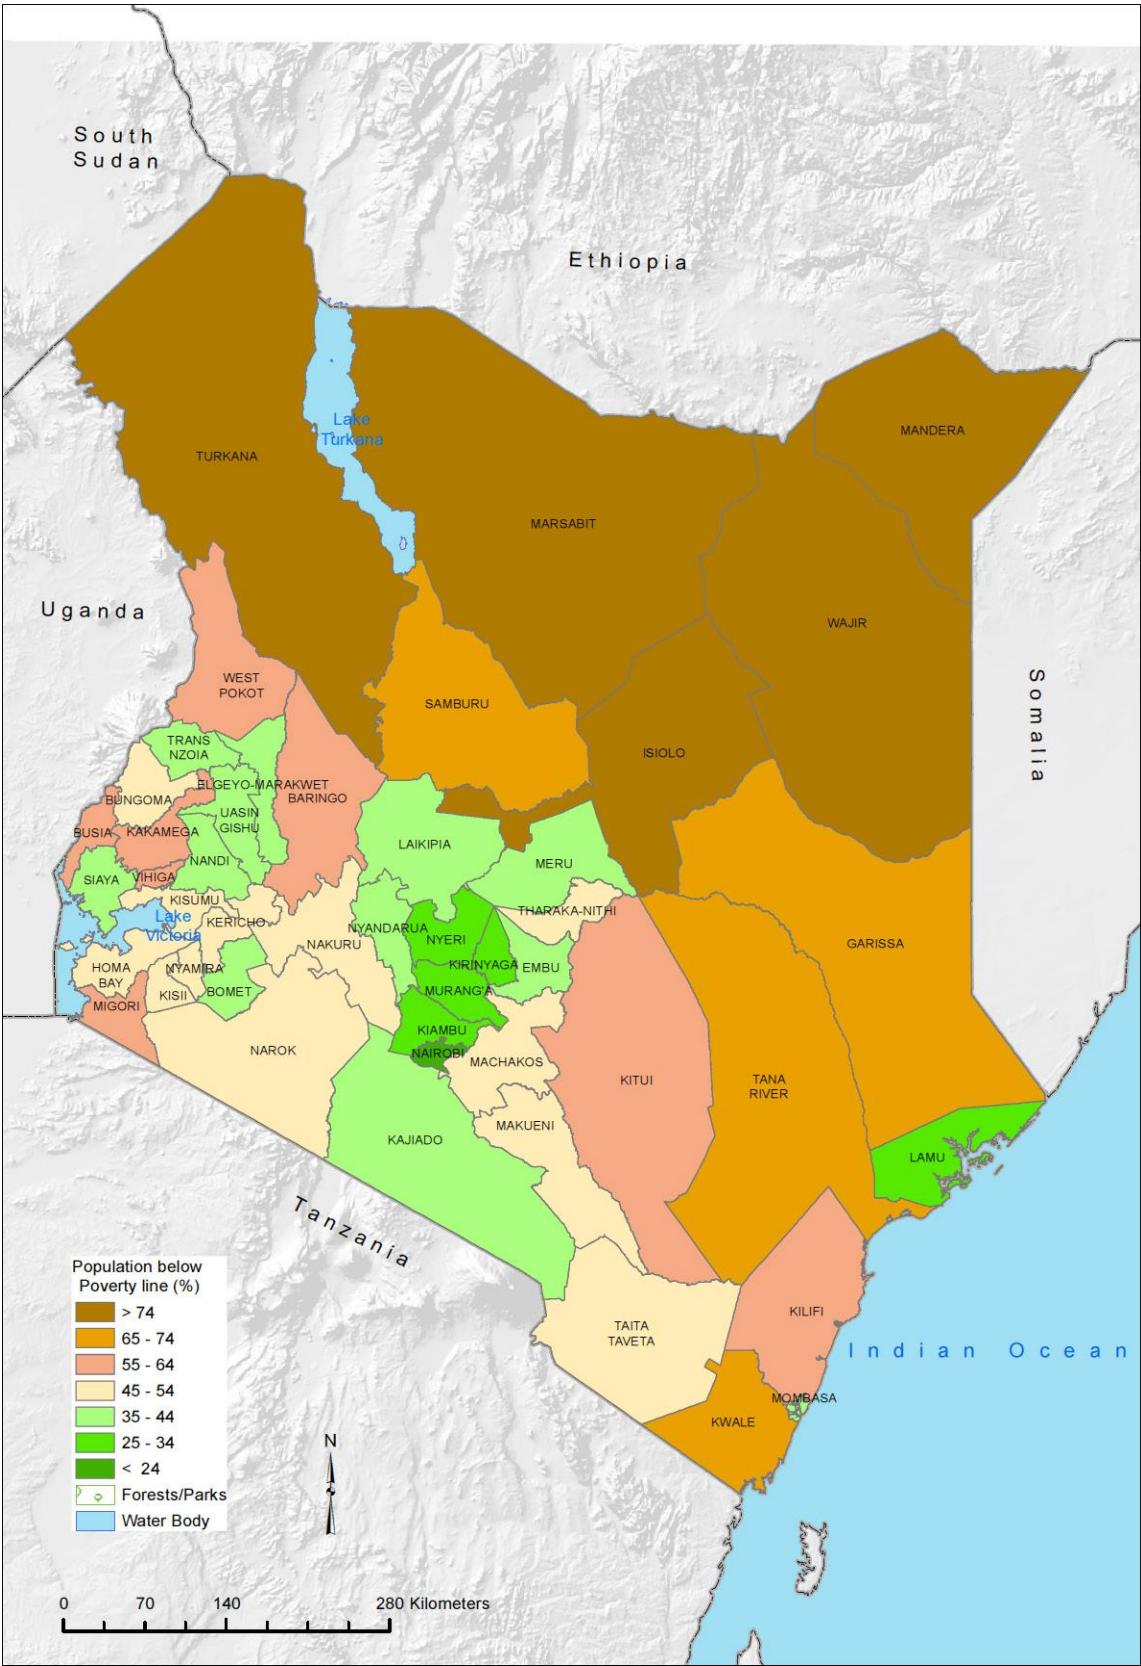 South
Sudan
Ethiopia
Lake
Turkana
MANDERA
TURKANA
MARSABIT
Uganda
WAJIR
WEST
POKOT
SAMBURU
Somalia
TRANS
NZOIA
ISIOLO
ELGEYO-MARAKWET
BARINGO
BUNGOMA
UASIN
GISHU
BUSIA
KAKAMEGA
LAIKIPIA
NANDI
MERU
SIAYA
VIHIGA
KISUMU
THARAKA-NITHI
Lake
Victoria
KERICHO
NYANDARUA
NYERI
NAKURU
GARISSA
KIRINYAGA
EMBU
HOMA
BAY
NYAMIRA
BOMET
MURANG'A
KISII
MIGORI
KIAMBU
NAROK
NAIROBI
MACHAKOS
KITUI
TANA
RIVER
MAKUENI
KAJIADO
LAMU
Tanzania
Population below
Poverty line (%)
> 74
65 - 74
55 - 64
45 - 54
35 - 44
25 - 34
< 24
Forests/Parks
Water Body
KILIFI
TAITA
TAVETA
Indian Ocean
MOMBASA
KWALE
N
0 70 140 280 Kilometers